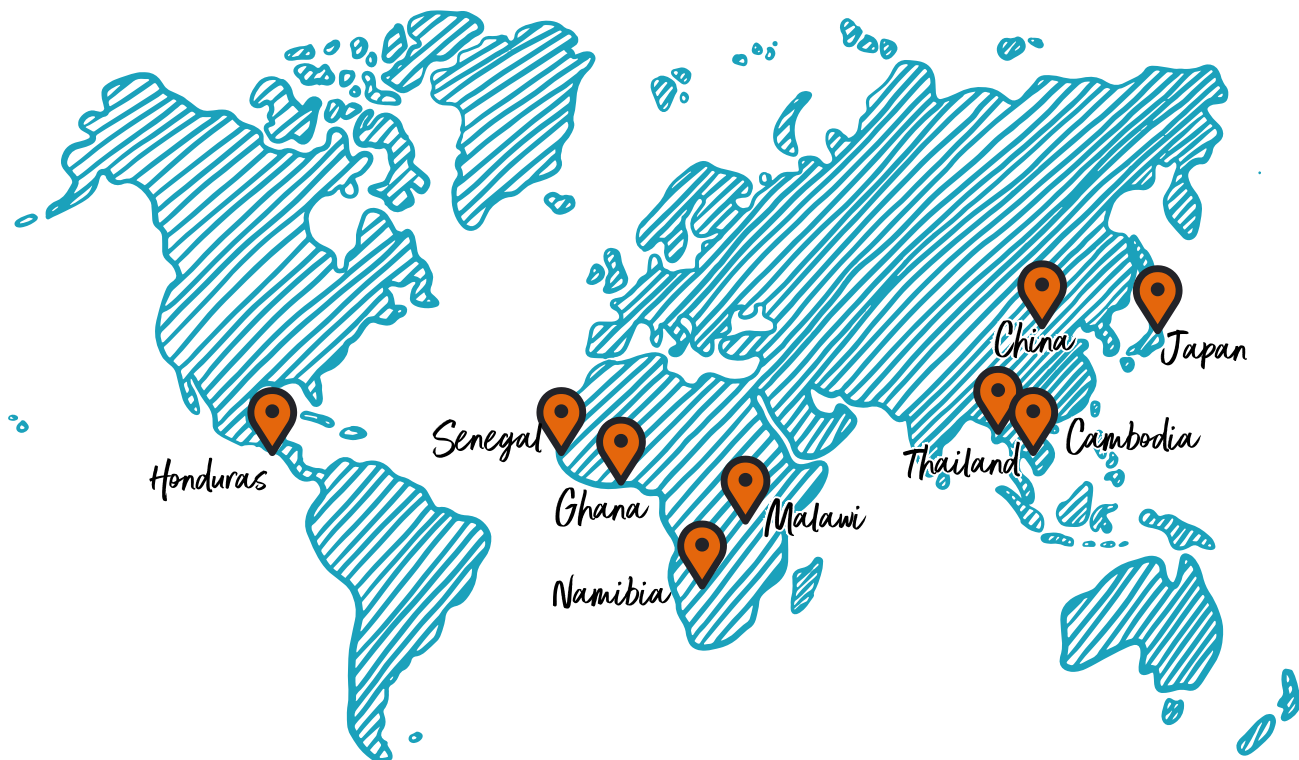 China
Japan
Senegal
Cambodia
Thailand
Honduras
Ghana
Malawi
Namibia